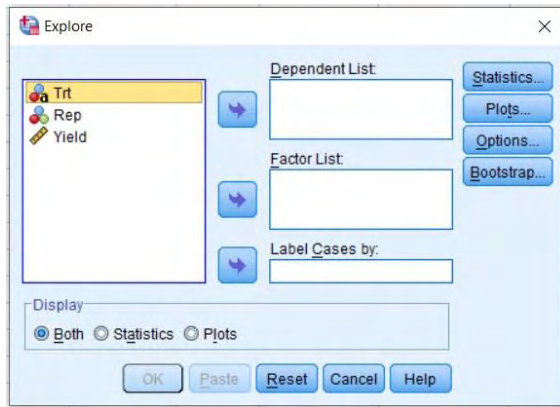 Explore
Dependent List:
Trt
Rep
Yield
Statistics...
Plots...
Options...
Bootstrap...
Factor List:
Label Cases by:
Display
Both Statistics Plots
OK Paste Reset Cancel Help